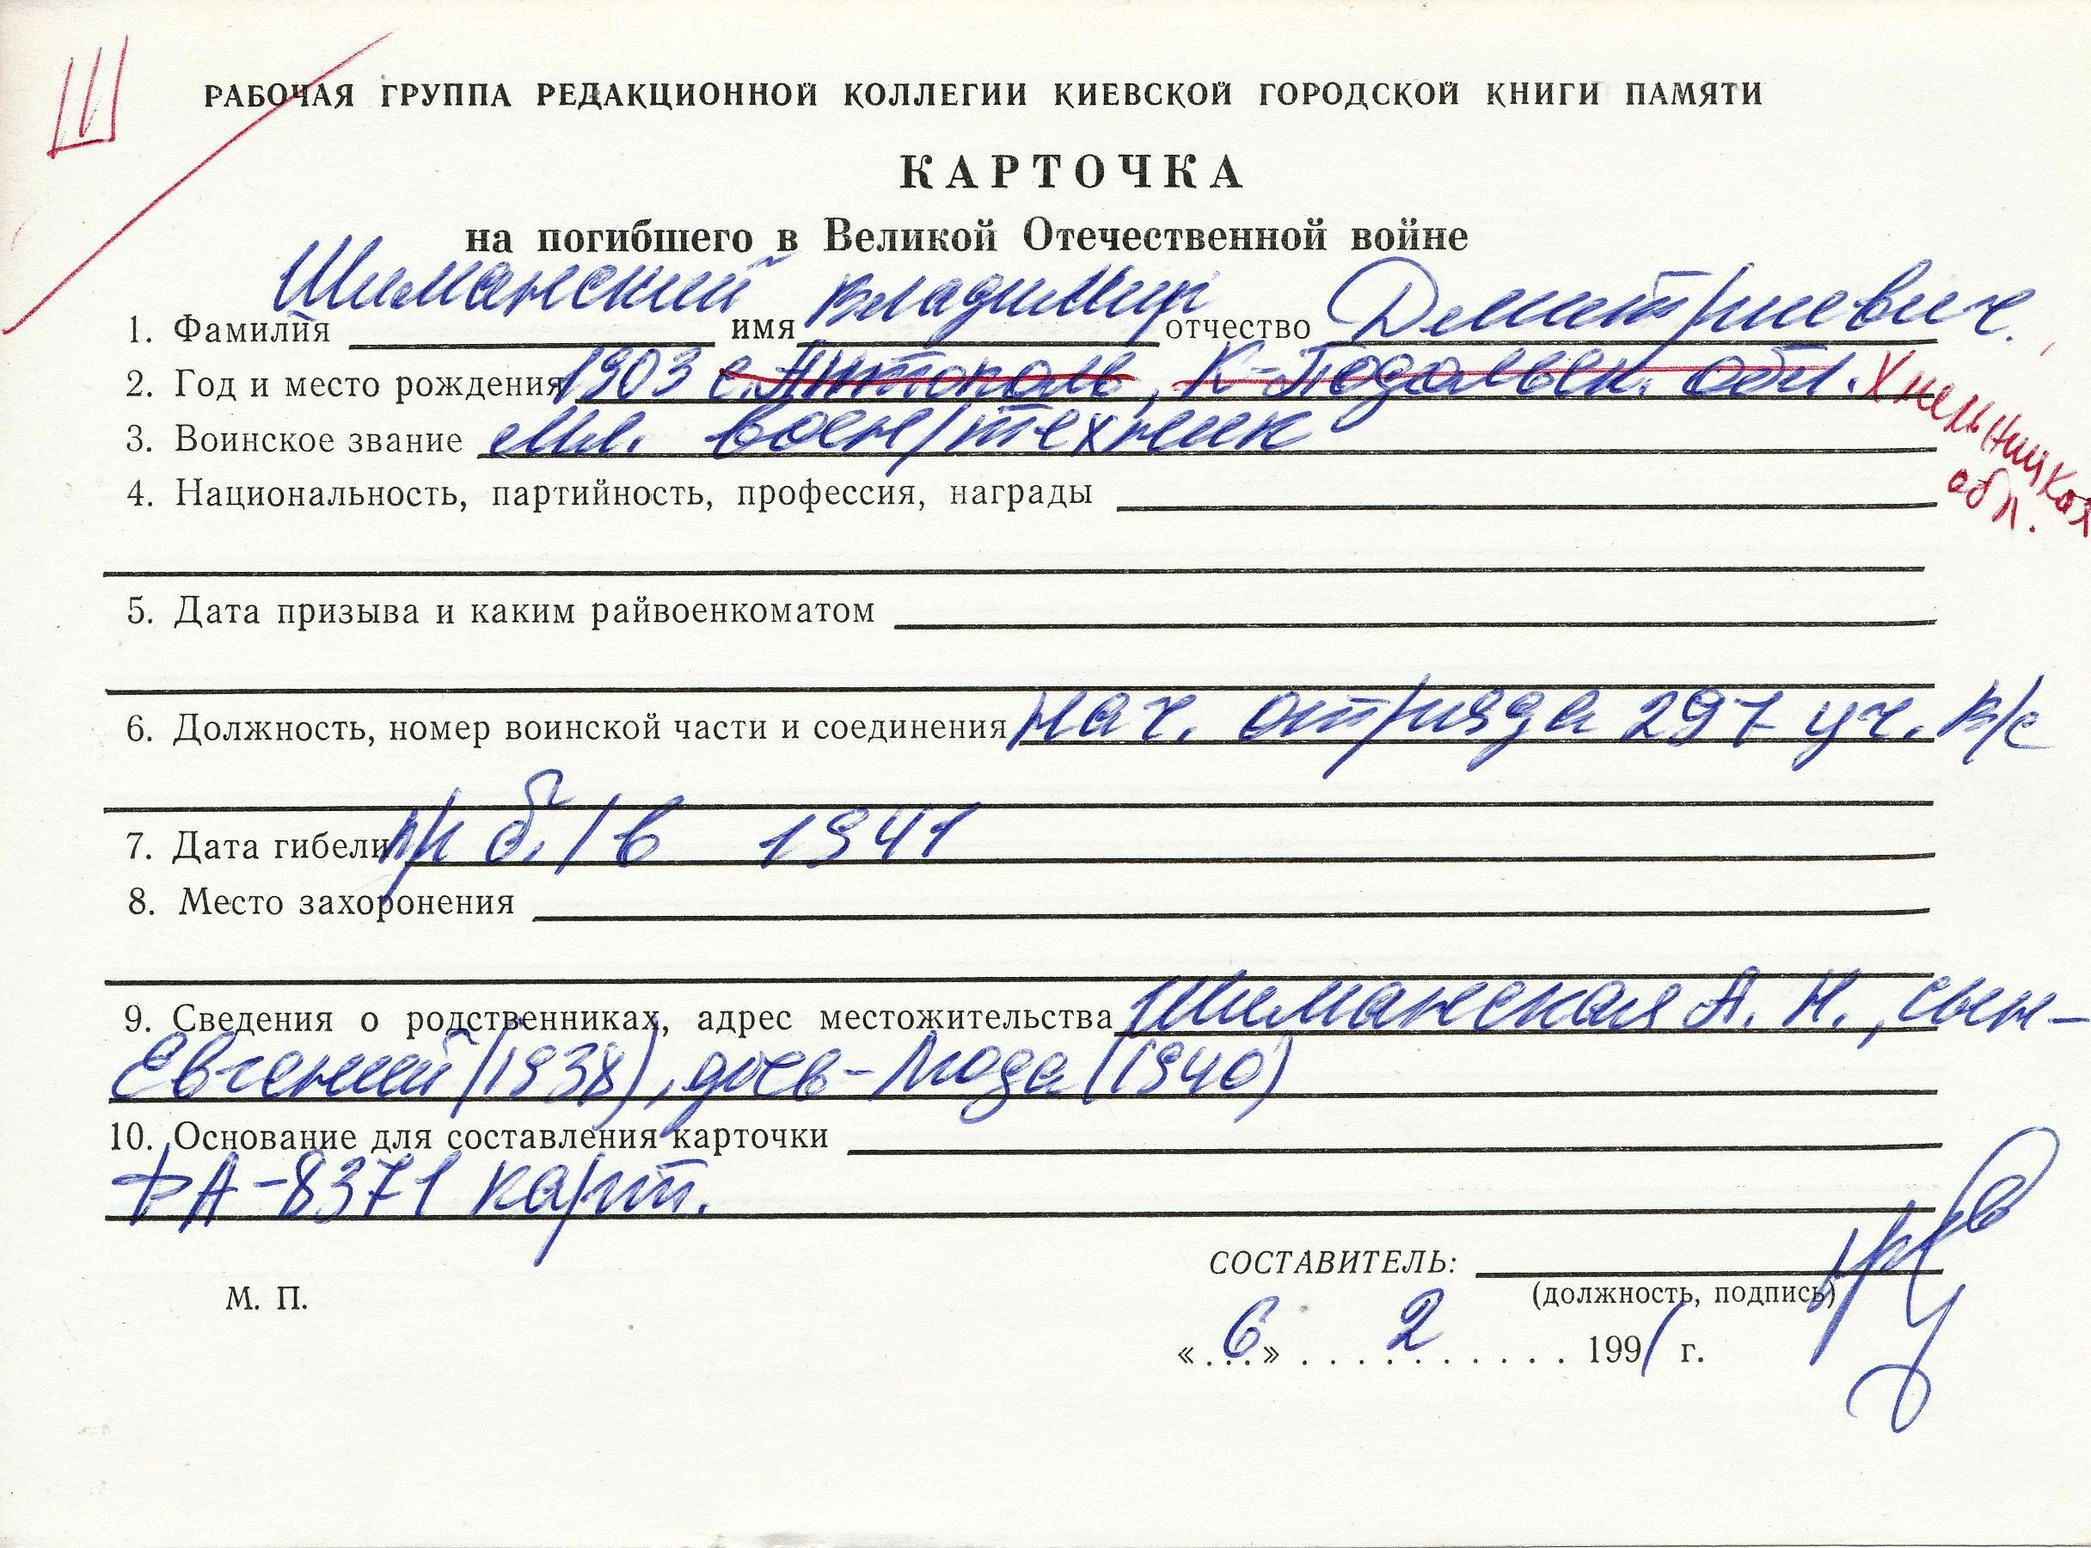 Ш
РАБОЧАЯ ГРУППА РЕДАКЦИОННОЙ КОЛЛЕГИИ КИЕВСКОЙ ГОРОДСКОЙ КНИГИ ПАМЯТИ
КАРТОЧКА
на погибшего в Великой Отечественной войне
1. Фамилия Шиманский имя Владимир отчество Дмитриевич.
2. Год и место рождения 1903 с. Антополь, К-Подольск. обл. Хмельницкая обл.
3. Воинское звание мл. воен/техник
4. Национальность, партийность, профессия, награды
5. Дата призыва и каким райвоенкоматом
6. Должность, номер воинской части и соединения нач. отряда 297 уч. в/с
7. Дата гибели пр б./в 1941
8. Место захоронения
9. Сведения о родственниках, адрес местожительства Шиманская А. Н., сын-
Евгений (1938), дочь-Люда (1940)
10. Основание для составления карточки
ФА-8371 карт.
СОСТАВИТЕЛЬ:
М. П.
(должность, подпись)
«6» 2 1991 г.